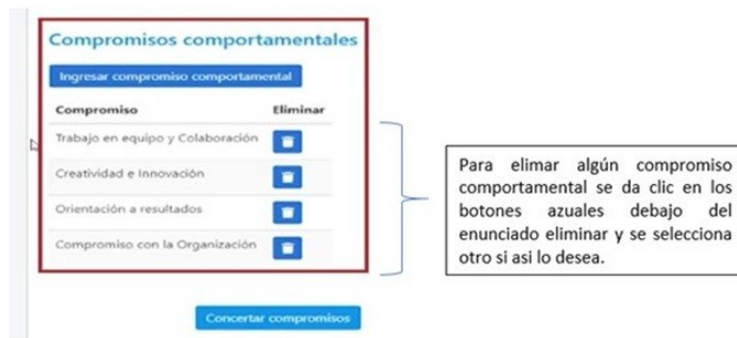 Compromisos comportamentales
Ingresar compromiso comportamental
Compromiso Eliminar
Trabajo en equipo y Colaboración
Creatividad e Innovación
Orientación a resultados
Compromiso con la Organización
Concertar compromisos
Para elimar algún compromiso
comportamental se da clic en los
botones azuales debajo del
enunciado eliminar y se selecciona
otro si asi lo desea.